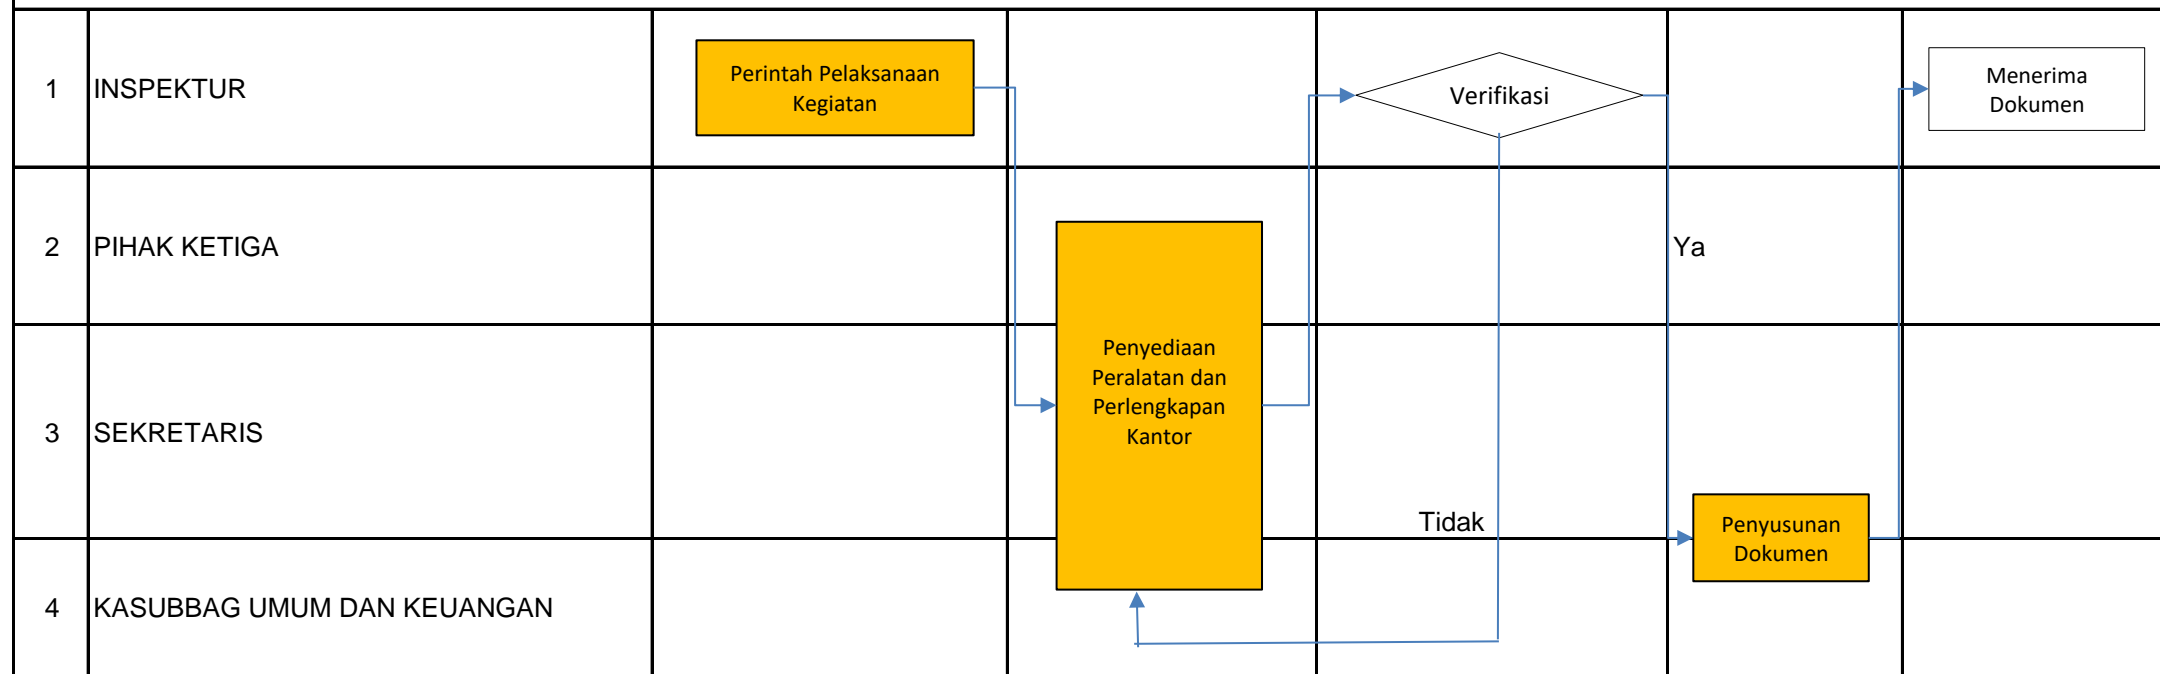 1 INSPEKTUR
Perintah Pelaksanaan
Kegiatan
Verifikasi
Menerima
Dokumen
2 PIHAK KETIGA
Ya
Penyediaan
Peralatan dan
Perlengkapan
Kantor
3 SEKRETARIS
Tidak
Penyusunan
Dokumen
4 KASUBBAG UMUM DAN KEUANGAN